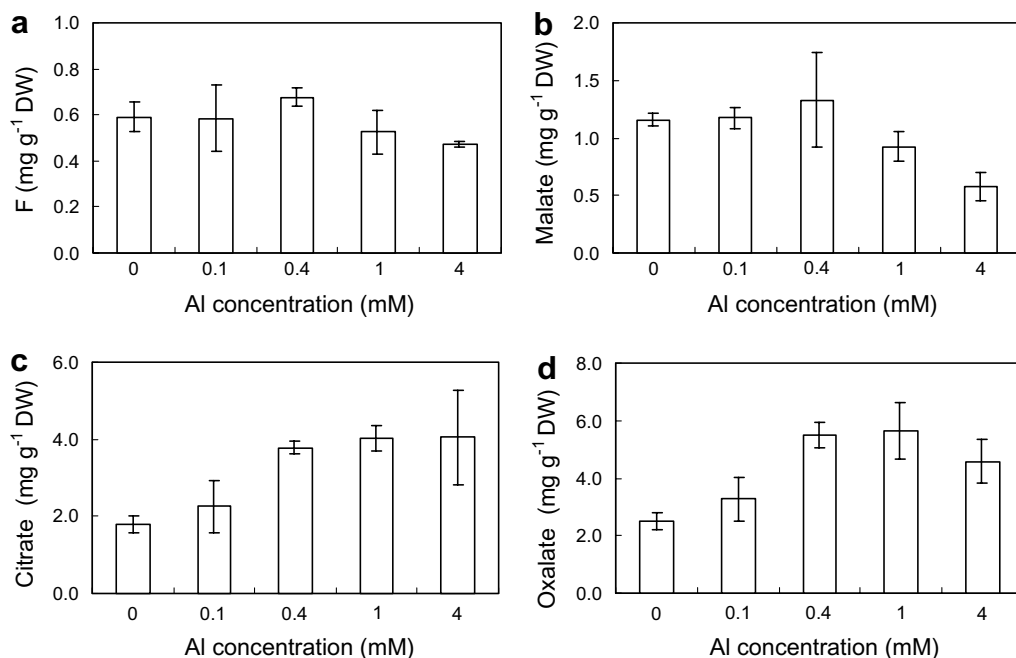 a
F (mg g⁻¹ DW)
1.0
0.8
0.6
0.4
0.2
0.0
0 0.1 0.4 1 4
Al concentration (mM)
b
Malate (mg g⁻¹ DW)
2.0
1.5
1.0
0.5
0.0
0 0.1 0.4 1 4
Al concentration (mM)
c
Citrate (mg g⁻¹ DW)
6.0
4.0
2.0
0.0
0 0.1 0.4 1 4
Al concentration (mM)
d
Oxalate (mg g⁻¹ DW)
8.0
6.0
4.0
2.0
0.0
0 0.1 0.4 1 4
Al concentration (mM)